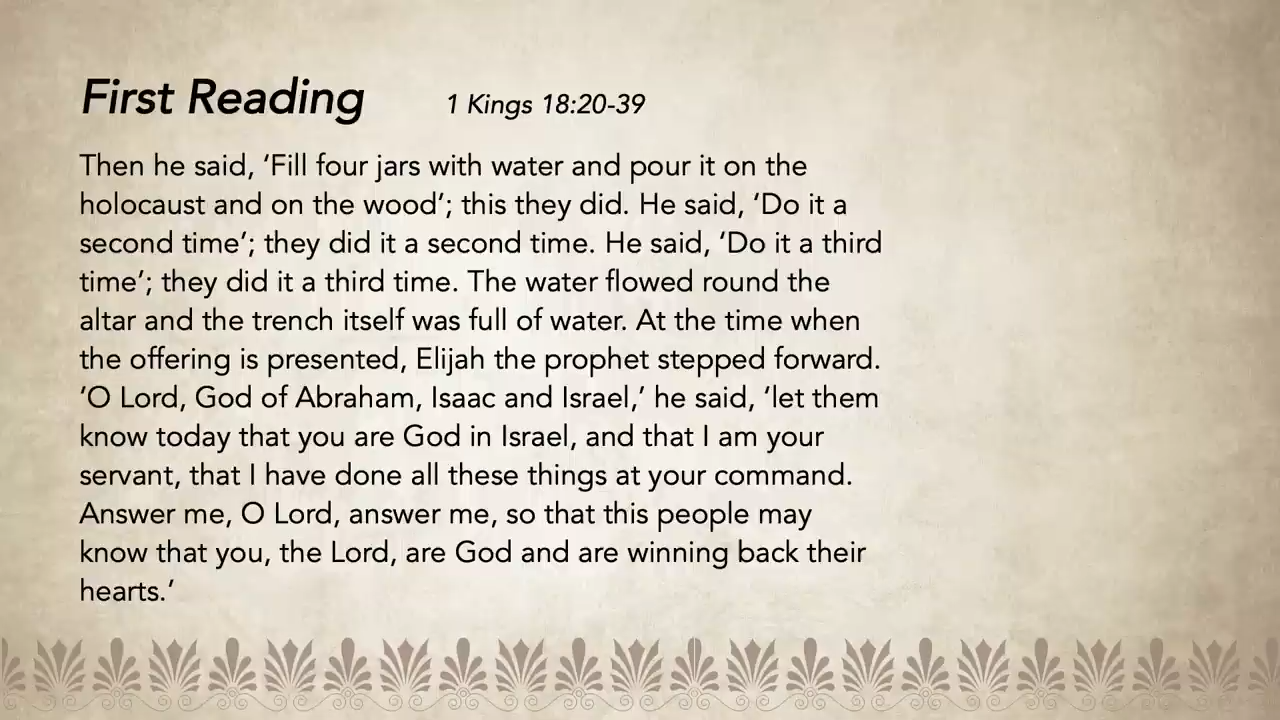 First Reading 1 Kings 18:20-39
Then he said, ‘Fill four jars with water and pour it on the
holocaust and on the wood’; this they did. He said, ‘Do it a
second time’; they did it a second time. He said, ‘Do it a third
time’; they did it a third time. The water flowed round the
altar and the trench itself was full of water. At the time when
the offering is presented, Elijah the prophet stepped forward.
‘O Lord, God of Abraham, Isaac and Israel,’ he said, ‘let them
know today that you are God in Israel, and that I am your
servant, that I have done all these things at your command.
Answer me, O Lord, answer me, so that this people may
know that you, the Lord, are God and are winning back their
hearts.’